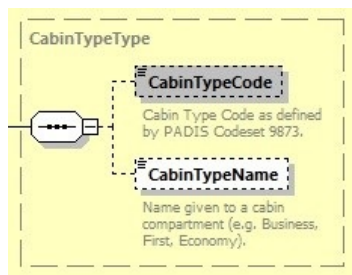 CabinTypeType
CabinTypeCode
Cabin Type Code as defined
by PADIS Codeset 9873.
CabinTypeName
Name given to a cabin
compartment (e.g. Business,
First, Economy).